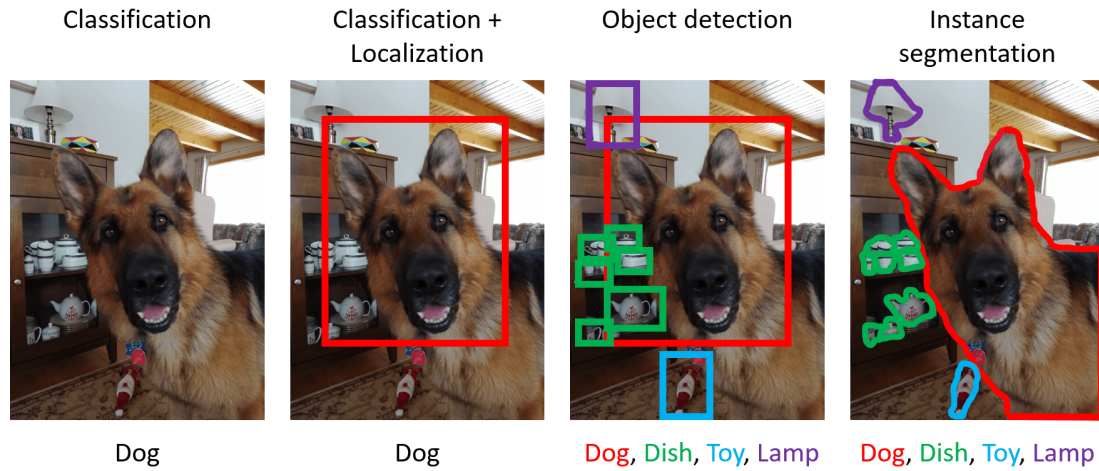 Classification
Classification +
Localization
Object detection
Instance
segmentation
Dog
Dog
Dog, Dish, Toy, Lamp
Dog, Dish, Toy, Lamp